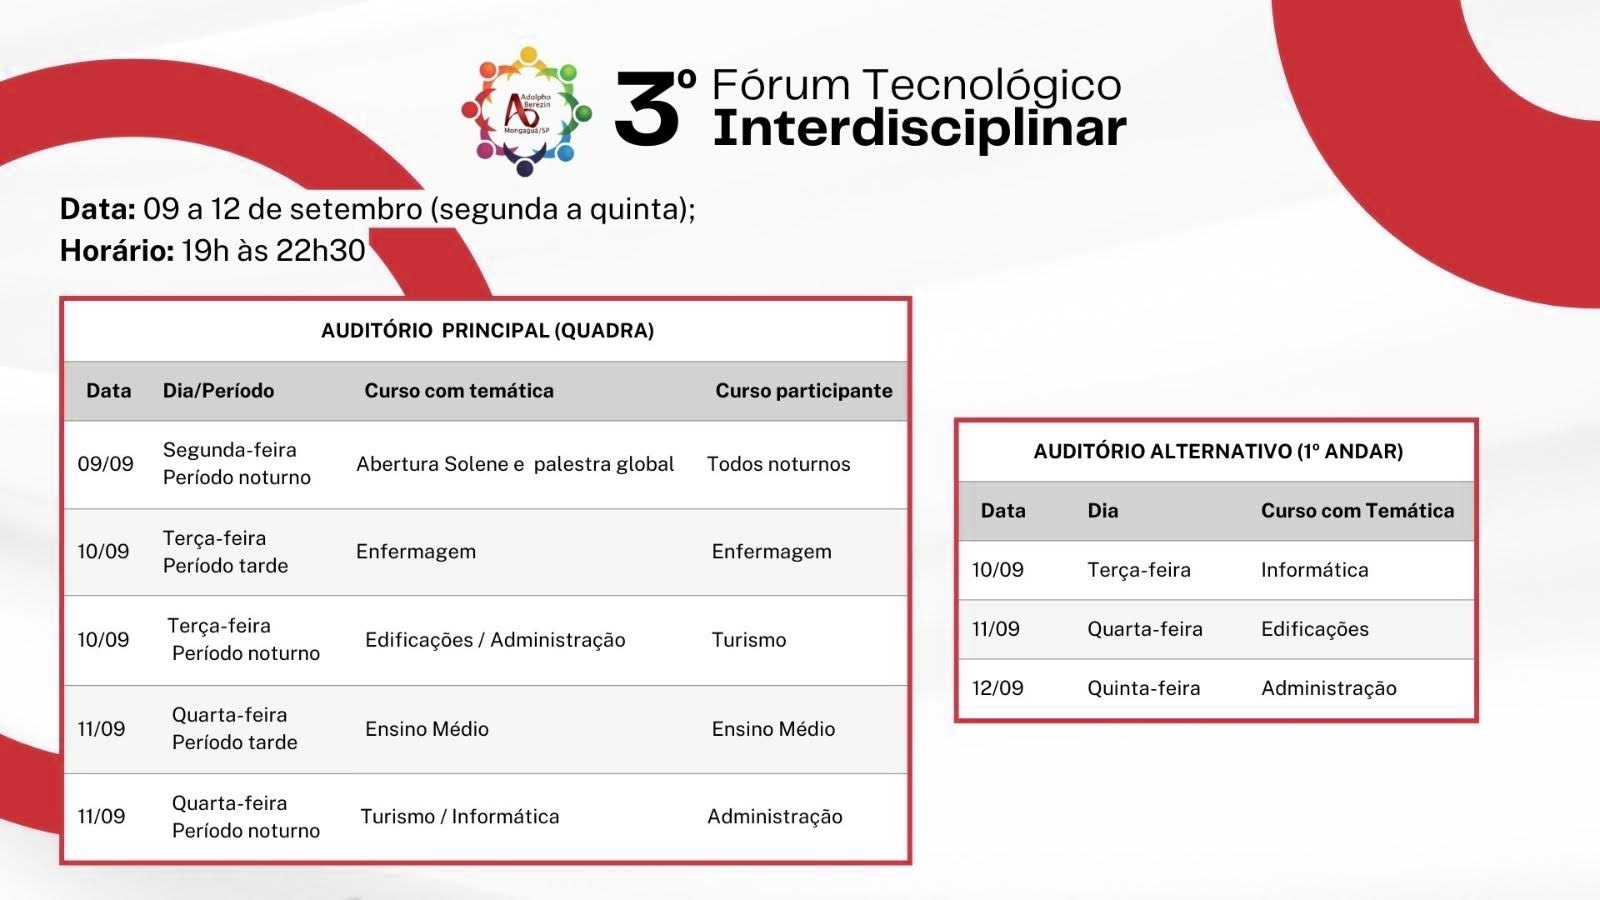 Adolpho
Berezin
Mongaguá/SP
3º Fórum Tecnológico
Interdisciplinar
Data: 09 a 12 de setembro (segunda a quinta);
Horário: 19h às 22h30
AUDITÓRIO PRINCIPAL (QUADRA)
Data Dia/Período Curso com temática Curso participante
09/09 Segunda-feira Período noturno Abertura Solene e palestra global Todos noturnos
10/09 Terça-feira Período tarde Enfermagem Enfermagem
10/09 Terça-feira Período noturno Edificações / Administração Turismo
11/09 Quarta-feira Período tarde Ensino Médio Ensino Médio
11/09 Quarta-feira Período noturno Turismo / Informática Administração
AUDITÓRIO ALTERNATIVO (1º ANDAR)
Data Dia Curso com Temática
10/09 Terça-feira Informática
11/09 Quarta-feira Edificações
12/09 Quinta-feira Administração